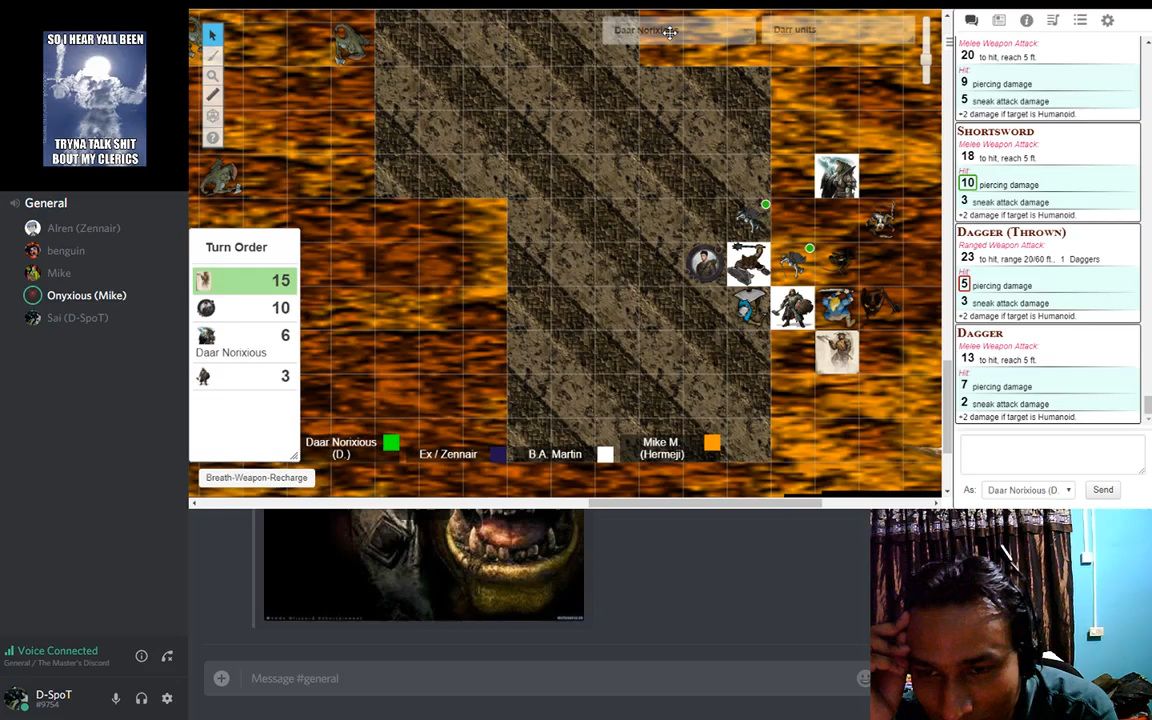 SO I HEAR YALL BEEN
TRYNA TALK SHIT
BOUT MY CLERICS
General
Alren (Zennair)
benguin
Mike
Onyxious (Mike)
Sai (D-SpoT)
Voice Connected
General / The Master's Discord
D-SpoT
#9754
Turn Order
15
10
6
Daar Norixious
3
Breath-Weapon-Recharge
Darr units
Daar Norixious
(D.)
Ex / Zennair
B.A. Martin
Mike M.
(Hermeji)
Message #general
Melee Weapon Attack:
20 to hit, reach 5 ft.
Hit:
9 piercing damage
5 sneak attack damage
+2 damage if target is Humanoid.
SHORTSWORD
Melee Weapon Attack:
18 to hit, reach 5 ft.
Hit:
10 piercing damage
3 sneak attack damage
+2 damage if target is Humanoid.
DAGGER (THROWN)
Ranged Weapon Attack:
23 to hit, range 20/60 ft., 1 Daggers
Hit:
5 piercing damage
3 sneak attack damage
+2 damage if target is Humanoid.
DAGGER
Melee Weapon Attack:
13 to hit, reach 5 ft.
Hit:
7 piercing damage
2 sneak attack damage
+2 damage if target is Humanoid.
As: Daar Norixious (D. Send